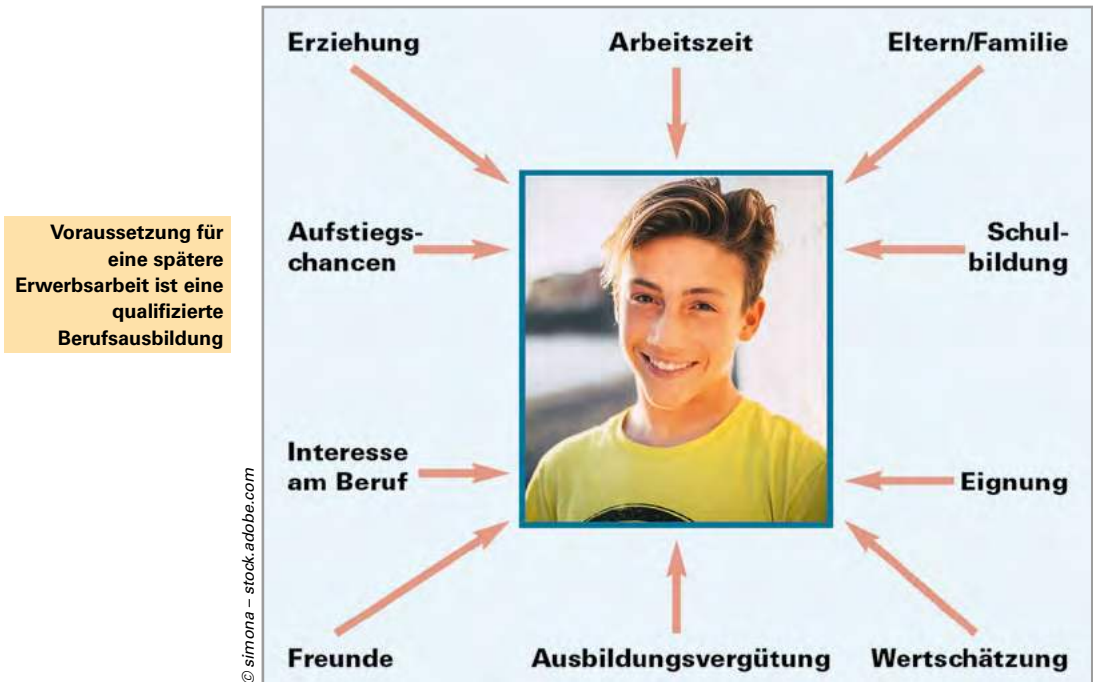 Erziehung
Arbeitszeit
Eltern/Familie
Voraussetzung für
eine spätere
Erwerbsarbeit ist eine
qualifizierte
Berufsausbildung
Aufstiegs-
chancen
Schul-
bildung
Interesse
am Beruf
Eignung
Freunde
Ausbildungsvergütung
Wertschätzung
© simona – stock.adobe.com